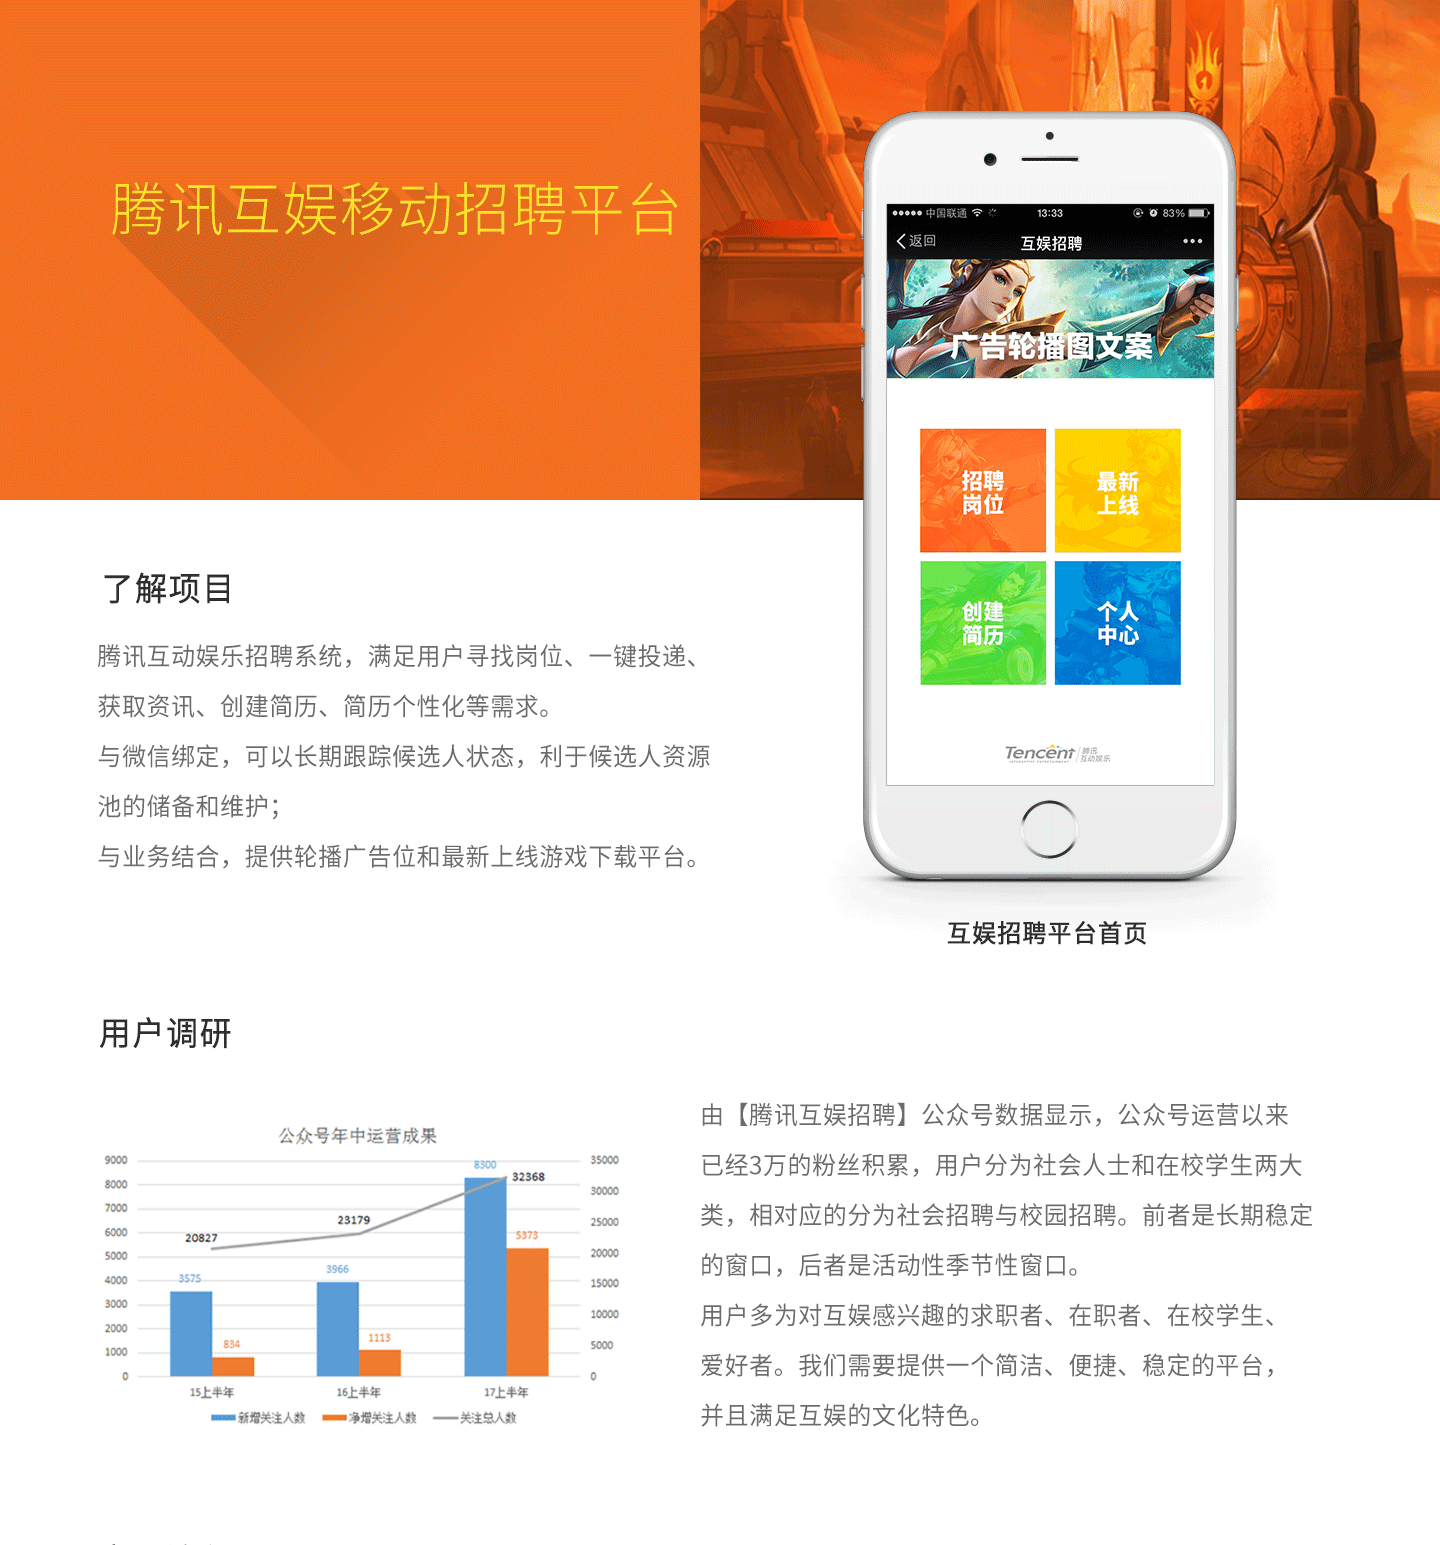 腾讯互娱移动招聘平台
中国联通
13:33
83%
返回
互娱招聘
广告轮播图文案
招聘
岗位
最新
上线
创建
简历
个人
中心
Tencent 腾讯
互动娱乐
INTERACTIVE ENTERTAINMENT
互娱招聘平台首页
了解项目
腾讯互动娱乐招聘系统，满足用户寻找岗位、一键投递、
获取资讯、创建简历、简历个性化等需求。
与微信绑定，可以长期跟踪候选人状态，利于候选人资源
池的储备和维护；
与业务结合，提供轮播广告位和最新上线游戏下载平台。
用户调研
公众号年中运营成果
9000
8000
7000
6000
5000
4000
3000
2000
1000
0
35000
30000
25000
20000
15000
10000
5000
0
20827
23179
32368
3575
834
3966
1113
8300
5373
15上半年
16上半年
17上半年
新增关注人数
净增关注人数
关注总人数
由【腾讯互娱招聘】公众号数据显示，公众号运营以来
已经3万的粉丝积累，用户分为社会人士和在校学生两大
类，相对应的分为社会招聘与校园招聘。前者是长期稳定
的窗口，后者是活动性季节性窗口。
用户多为对互娱感兴趣的求职者、在职者、在校学生、
爱好者。我们需要提供一个简洁、便捷、稳定的平台，
并且满足互娱的文化特色。